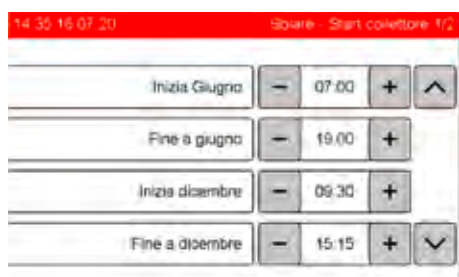 14:35 16.07.20 Solare - Start collettore 1/2
Inizia Giugno − 07:00 +
Fine a giugno − 19:00 +
Inizia dicembre − 09:30 +
Fine a dicembre − 15:15 +